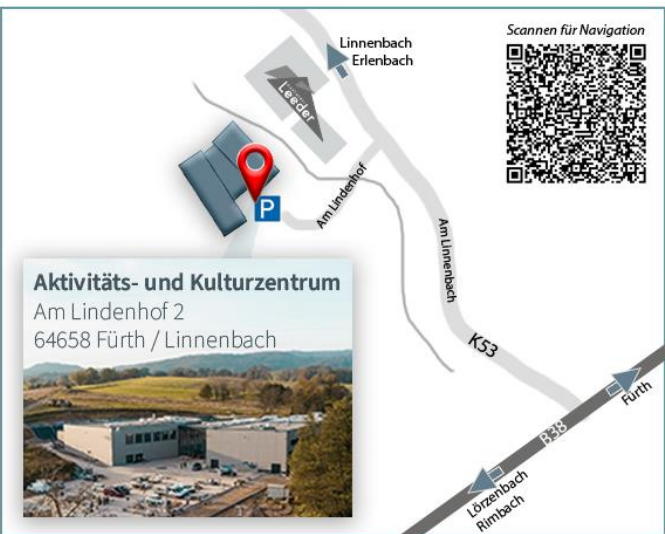 Scannen für Navigation
Linnenbach
Erlenbach
Leeder
Am Lindenhof
P
Am Linnenbach
Aktivitäts- und Kulturzentrum
Am Lindenhof 2
64658 Fürth / Linnenbach
K53
Fürth
B38
Lörzenbach
Rimbach